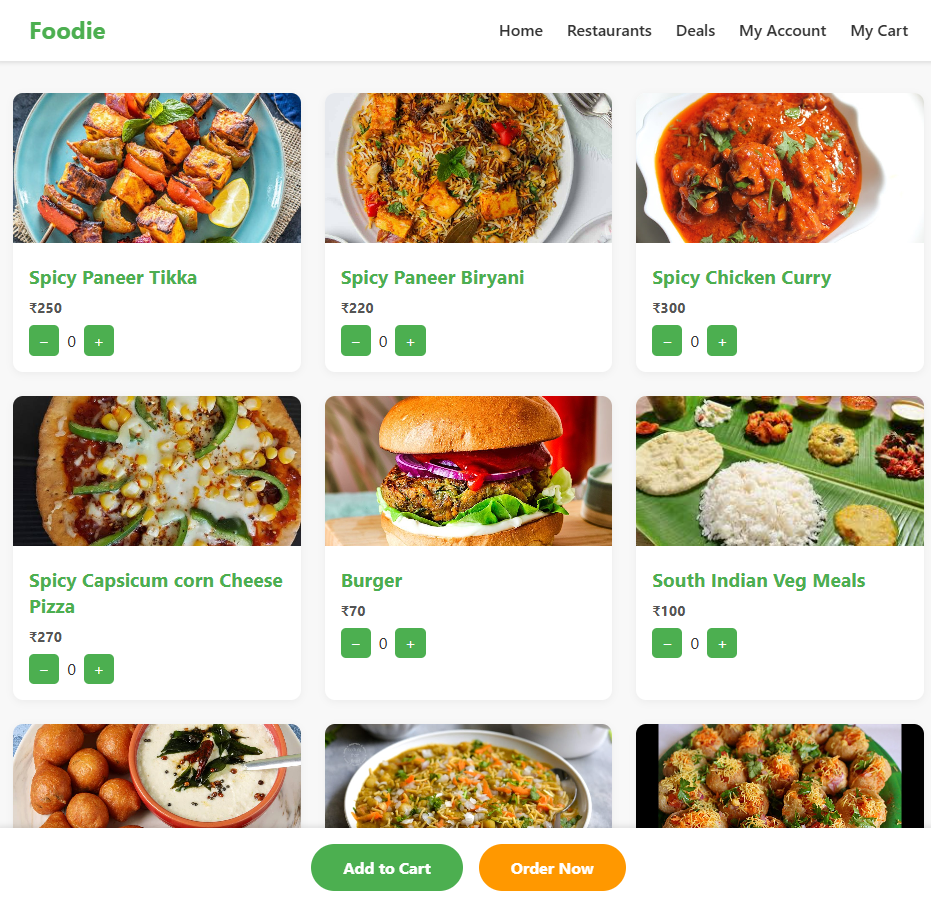 Foodie
Home Restaurants Deals My Account My Cart
Spicy Paneer Tikka
₹250
− 0 +
Spicy Paneer Biryani
₹220
− 0 +
Spicy Chicken Curry
₹300
− 0 +
Spicy Capsicum corn Cheese
Pizza
₹270
− 0 +
Burger
₹70
− 0 +
South Indian Veg Meals
₹100
− 0 +
Add to Cart
Order Now